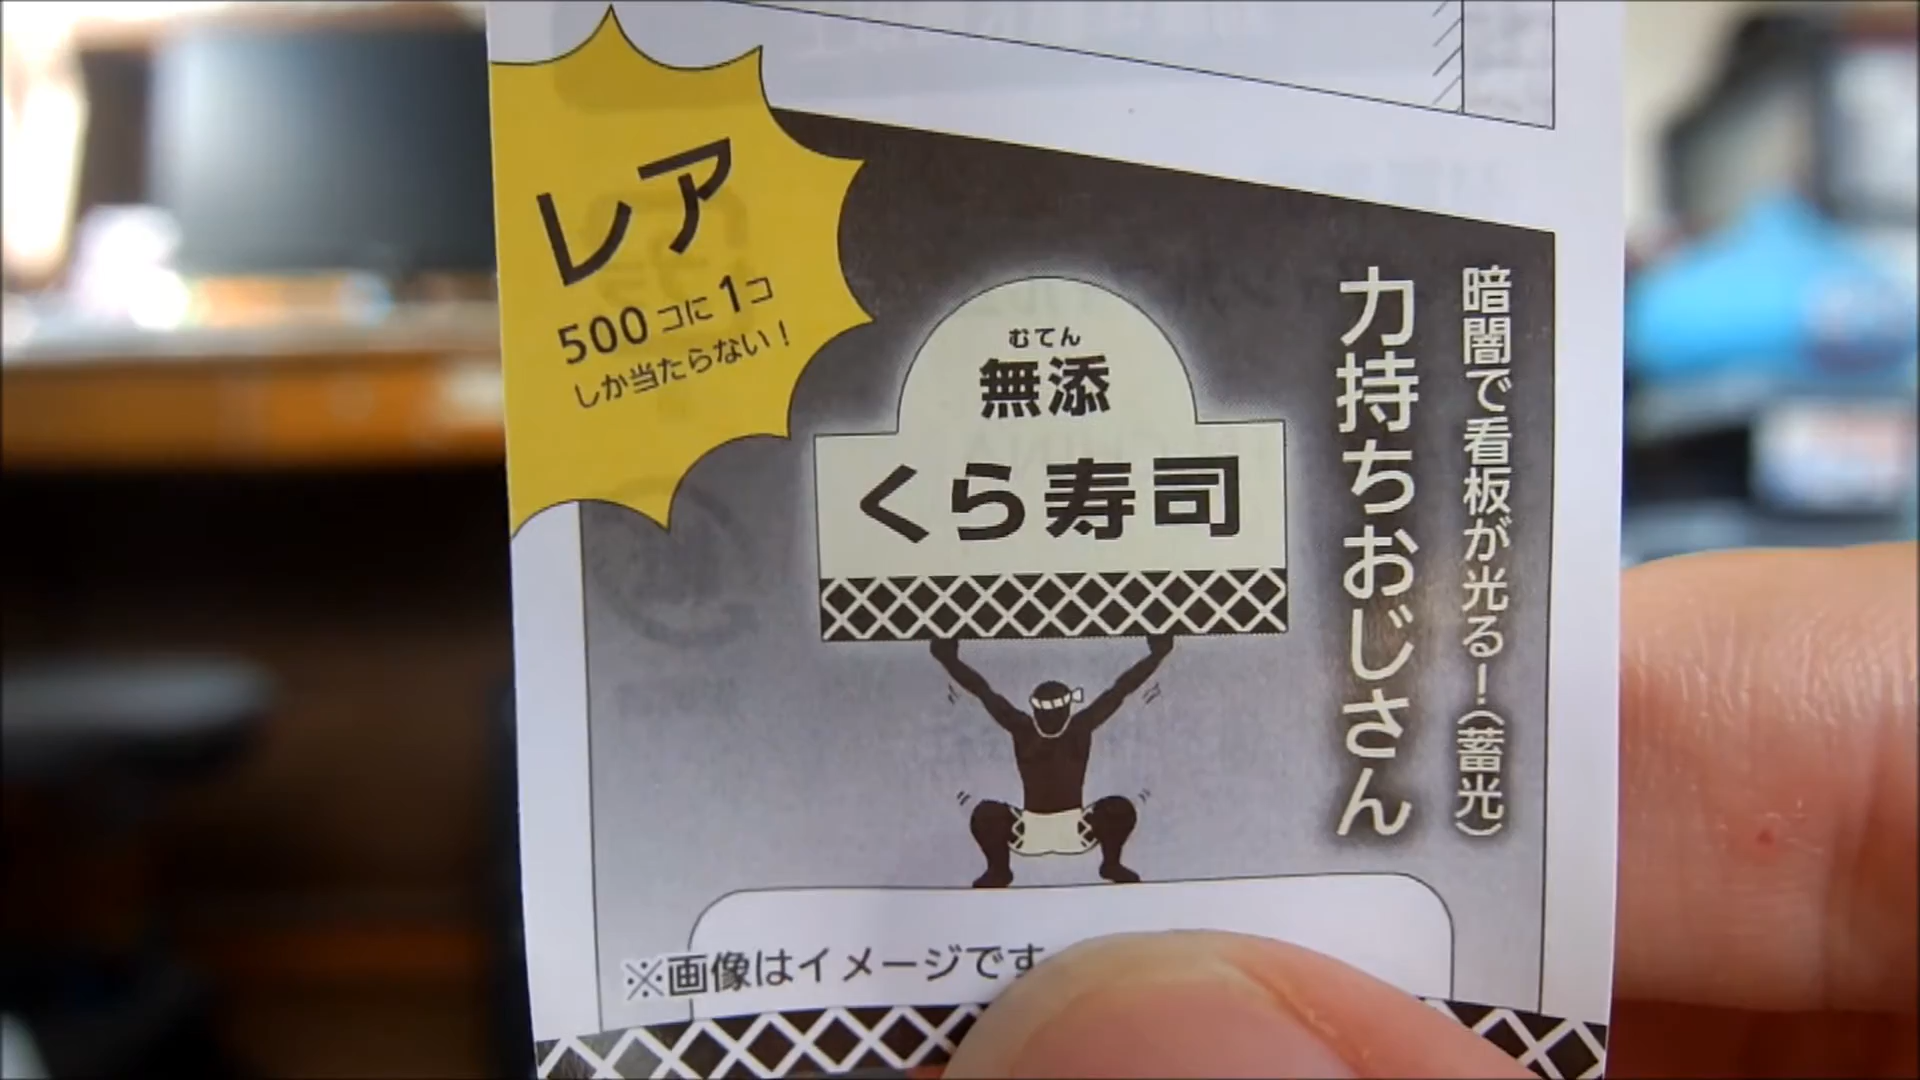 レア
500コに1コ
しか当たらない！
むてん
無添
くら寿司
暗闇で看板が光る！（蓄光）
力持ちおじさん
※画像はイメージです